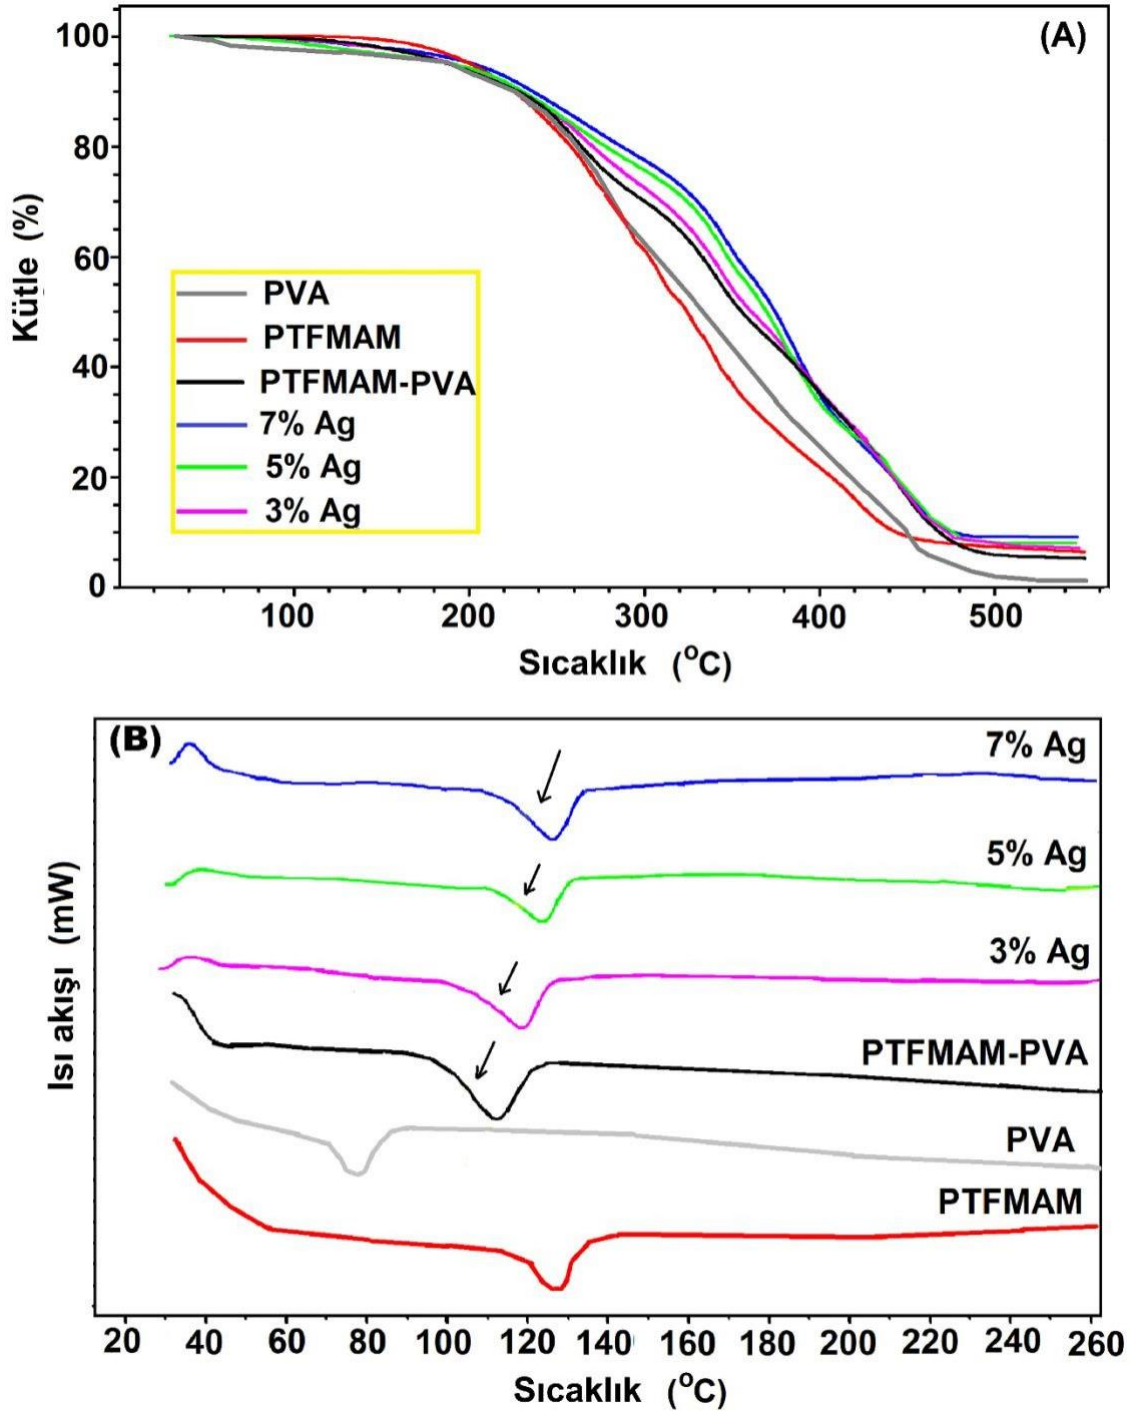 (A)
100
80
60
40
20
0
Kütle (%)
PVA
PTFMAM
PTFMAM-PVA
7% Ag
5% Ag
3% Ag
100 200 300 400 500
Sıcaklık (°C)
(B)
7% Ag
5% Ag
3% Ag
PTFMAM-PVA
PVA
PTFMAM
Isı akışı (mW)
20 40 60 80 100 120 140 160 180 200 220 240 260
Sıcaklık (°C)